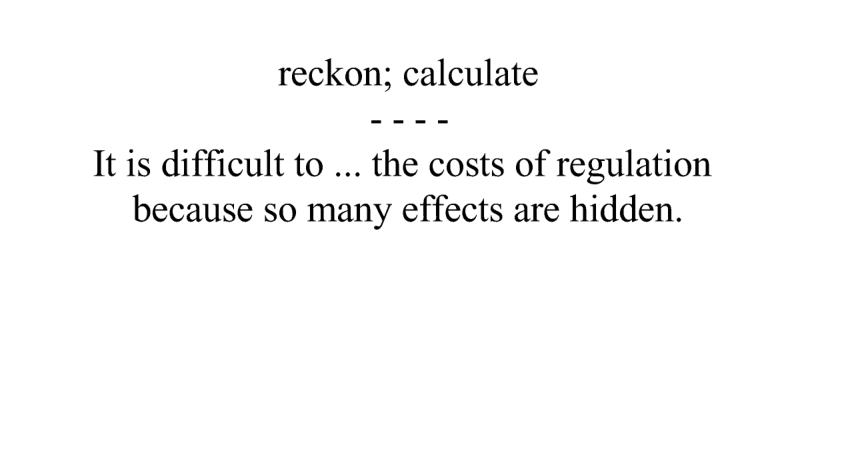 reckon; calculate
- - - -
It is difficult to ... the costs of regulation
because so many effects are hidden.